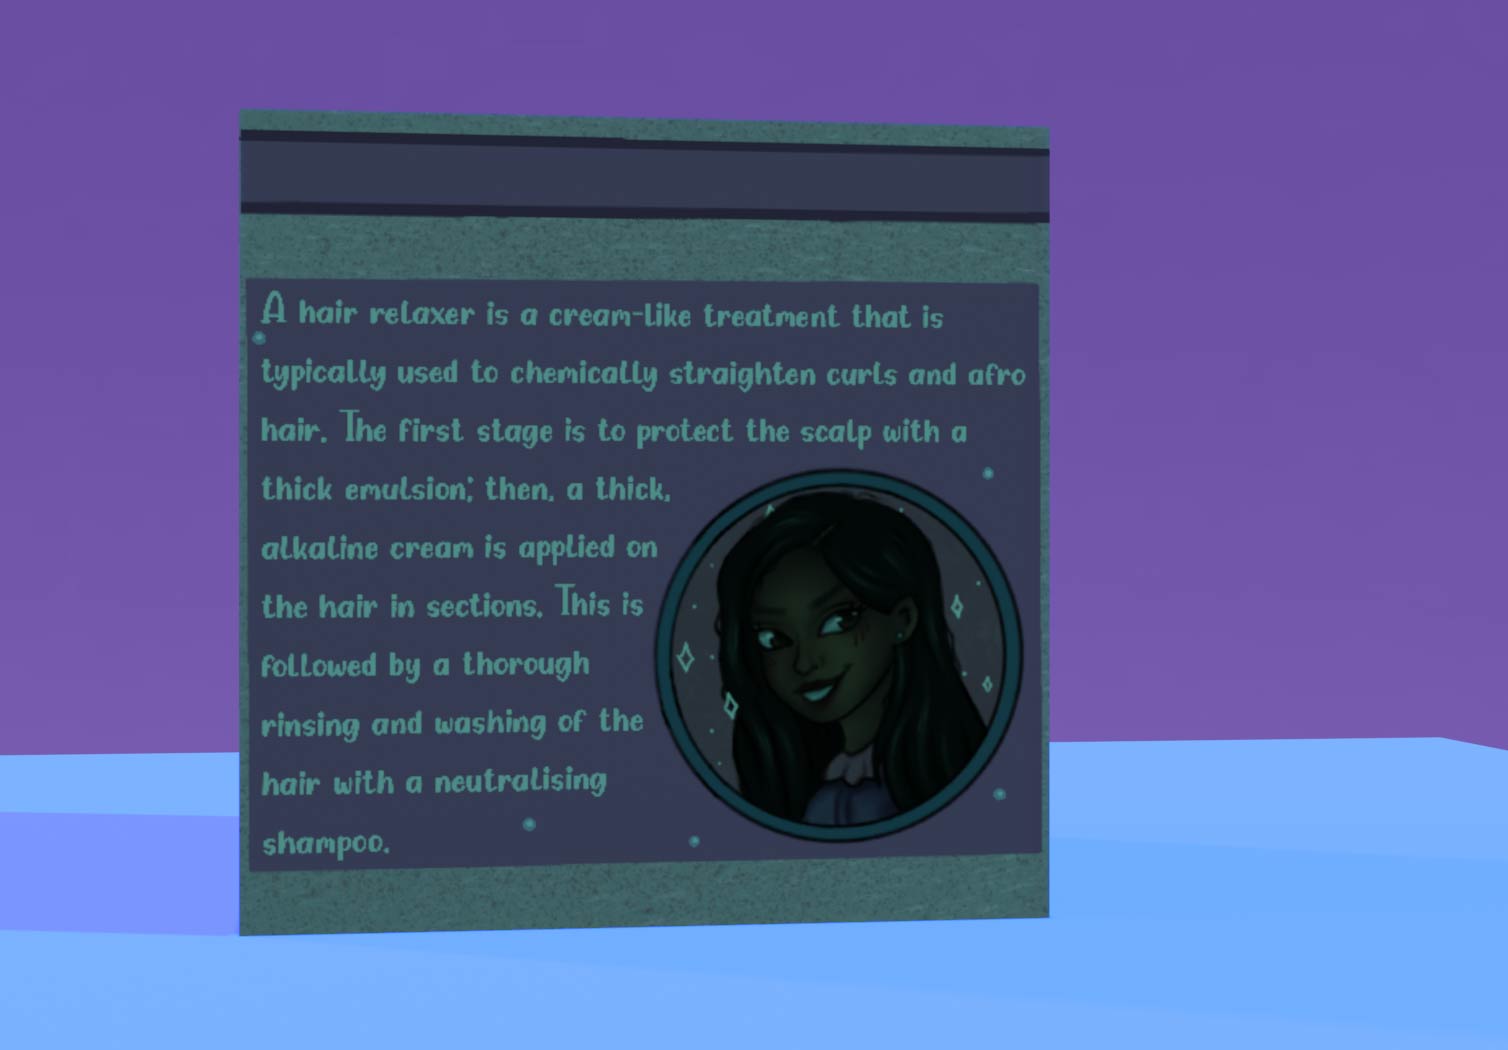 A hair relaxer is a cream-like treatment that is
typically used to chemically straighten curls and afro
hair. The first stage is to protect the scalp with a
thick emulsion; then, a thick,
alkaline cream is applied on
the hair in sections. This is
followed by a thorough
rinsing and washing of the
hair with a neutralising
shampoo.